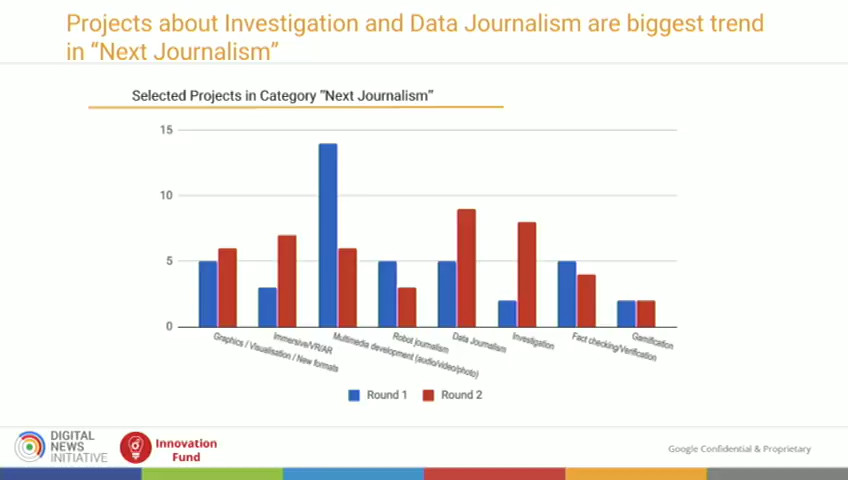 Projects about Investigation and Data Journalism are biggest trend
in “Next Journalism”
Selected Projects in Category "Next Journalism"
15
10
5
0
Graphics / Visualisation / New formats
Immersive/VR/AR
Multimedia development (audio/video/photo)
Robot journalism
Data Journalism
Investigation
Fact checking/Verification
Gamification
Round 1
Round 2
DIGITAL
NEWS
INITIATIVE
Innovation
Fund
Google Confidential & Proprietary